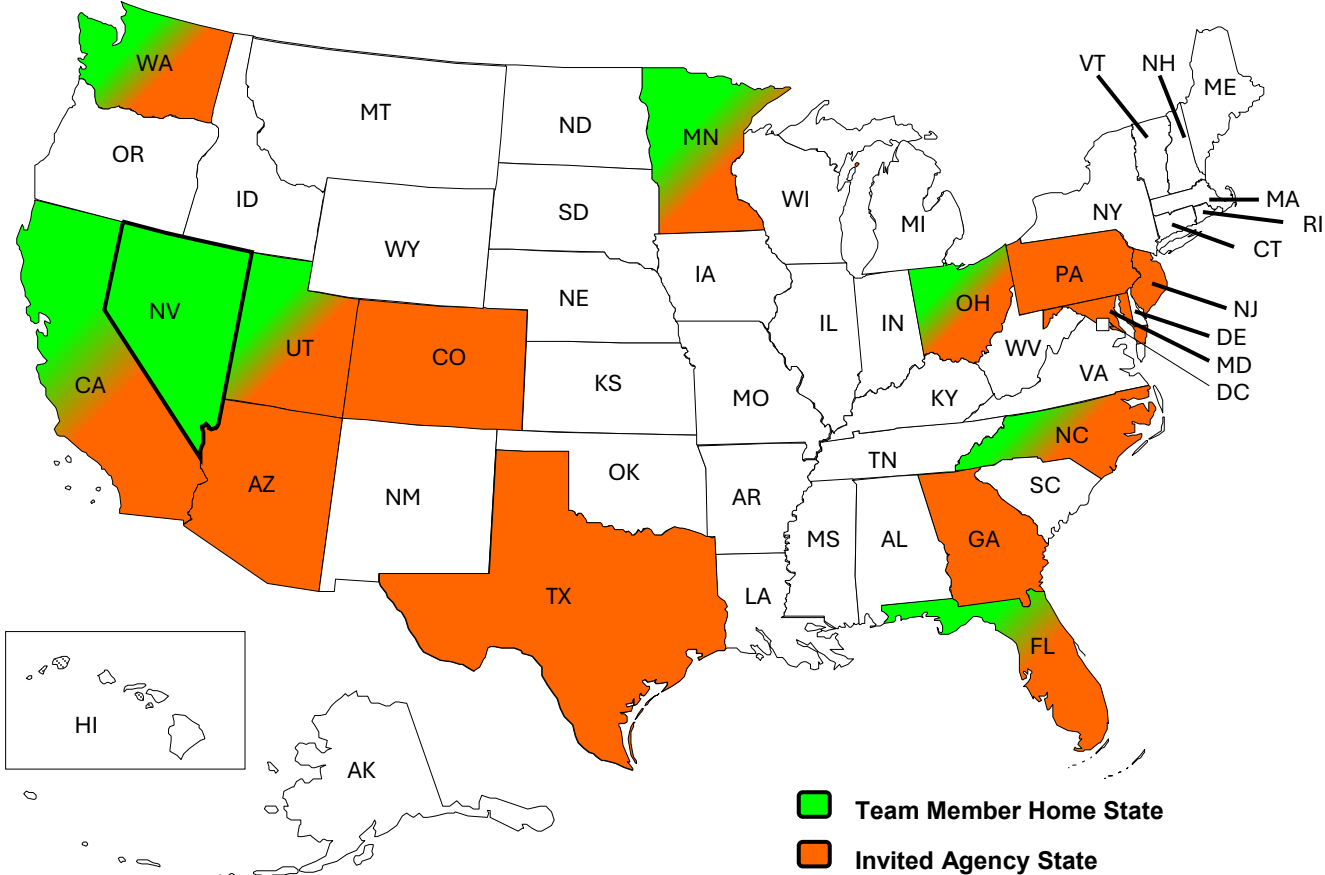 WA
MT
ND
MN
VT
NH
ME
OR
ID
SD
WI
MI
NY
MA
RI
CT
WY
IA
NE
PA
NJ
OH
DE
NV
IL
IN
MD
DC
UT
CO
WV
VA
CA
KS
MO
KY
NC
TN
AZ
NM
OK
AR
SC
MS
AL
GA
TX
LA
FL
HI
AK
Team Member Home State
Invited Agency State